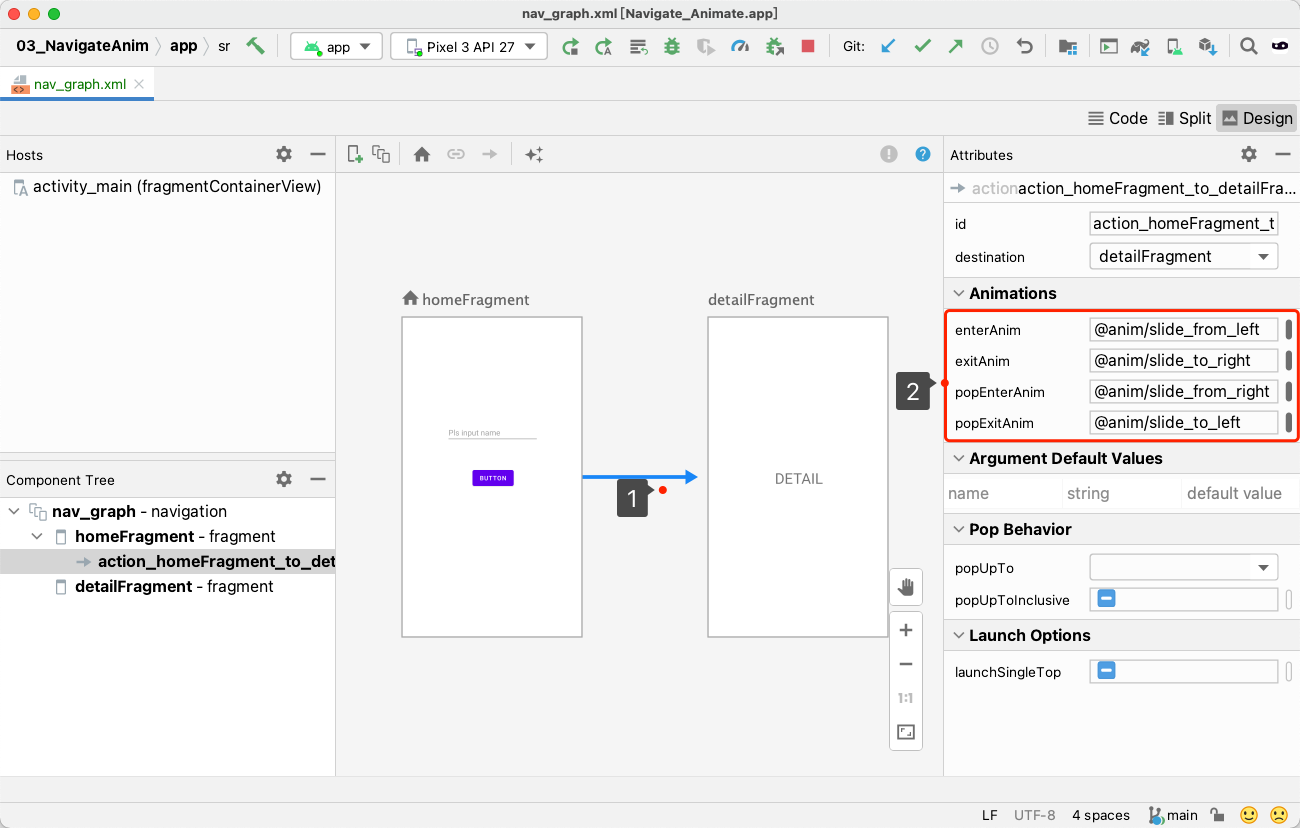 nav_graph.xml [Navigate_Animate.app]
03_NavigateAnim app sr app Pixel 3 API 27 Git:
nav_graph.xml
Code Split Design
Hosts
activity_main (fragmentContainerView)
Component Tree
nav_graph - navigation
homeFragment - fragment
action_homeFragment_to_det
detailFragment - fragment
homeFragment
Pls input name
BUTTON
1
detailFragment
DETAIL
2
1:1
Attributes
actionaction_homeFragment_to_detailFra...
id action_homeFragment_t
destination detailFragment
Animations
enterAnim @anim/slide_from_left
exitAnim @anim/slide_to_right
popEnterAnim @anim/slide_from_right
popExitAnim @anim/slide_to_left
Argument Default Values
name string default value
Pop Behavior
popUpTo
popUpToInclusive
Launch Options
launchSingleTop
LF UTF-8 4 spaces main